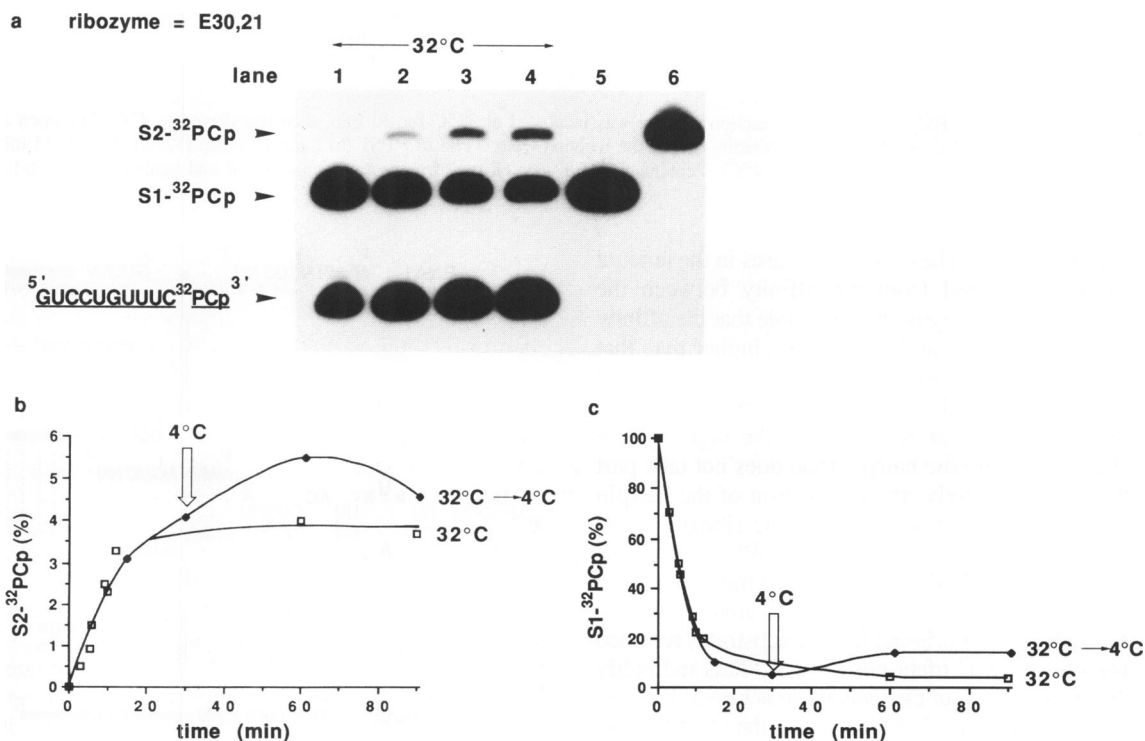 a ribozyme = E30,21
32°C
lane 1 2 3 4 5 6
S2-³²PCp
S1-³²PCp
5'GUCCUGUUUC³²PCp3'
b
4°C
S2-³²PCp (%)
6
5
4
3
2
1
0
0 20 40 60 80
time (min)
32°C→4°C
32°C
c
4°C
S1-³²PCp (%)
100
80
60
40
20
0
0 20 40 60 80
time (min)
32°C→4°C
32°C